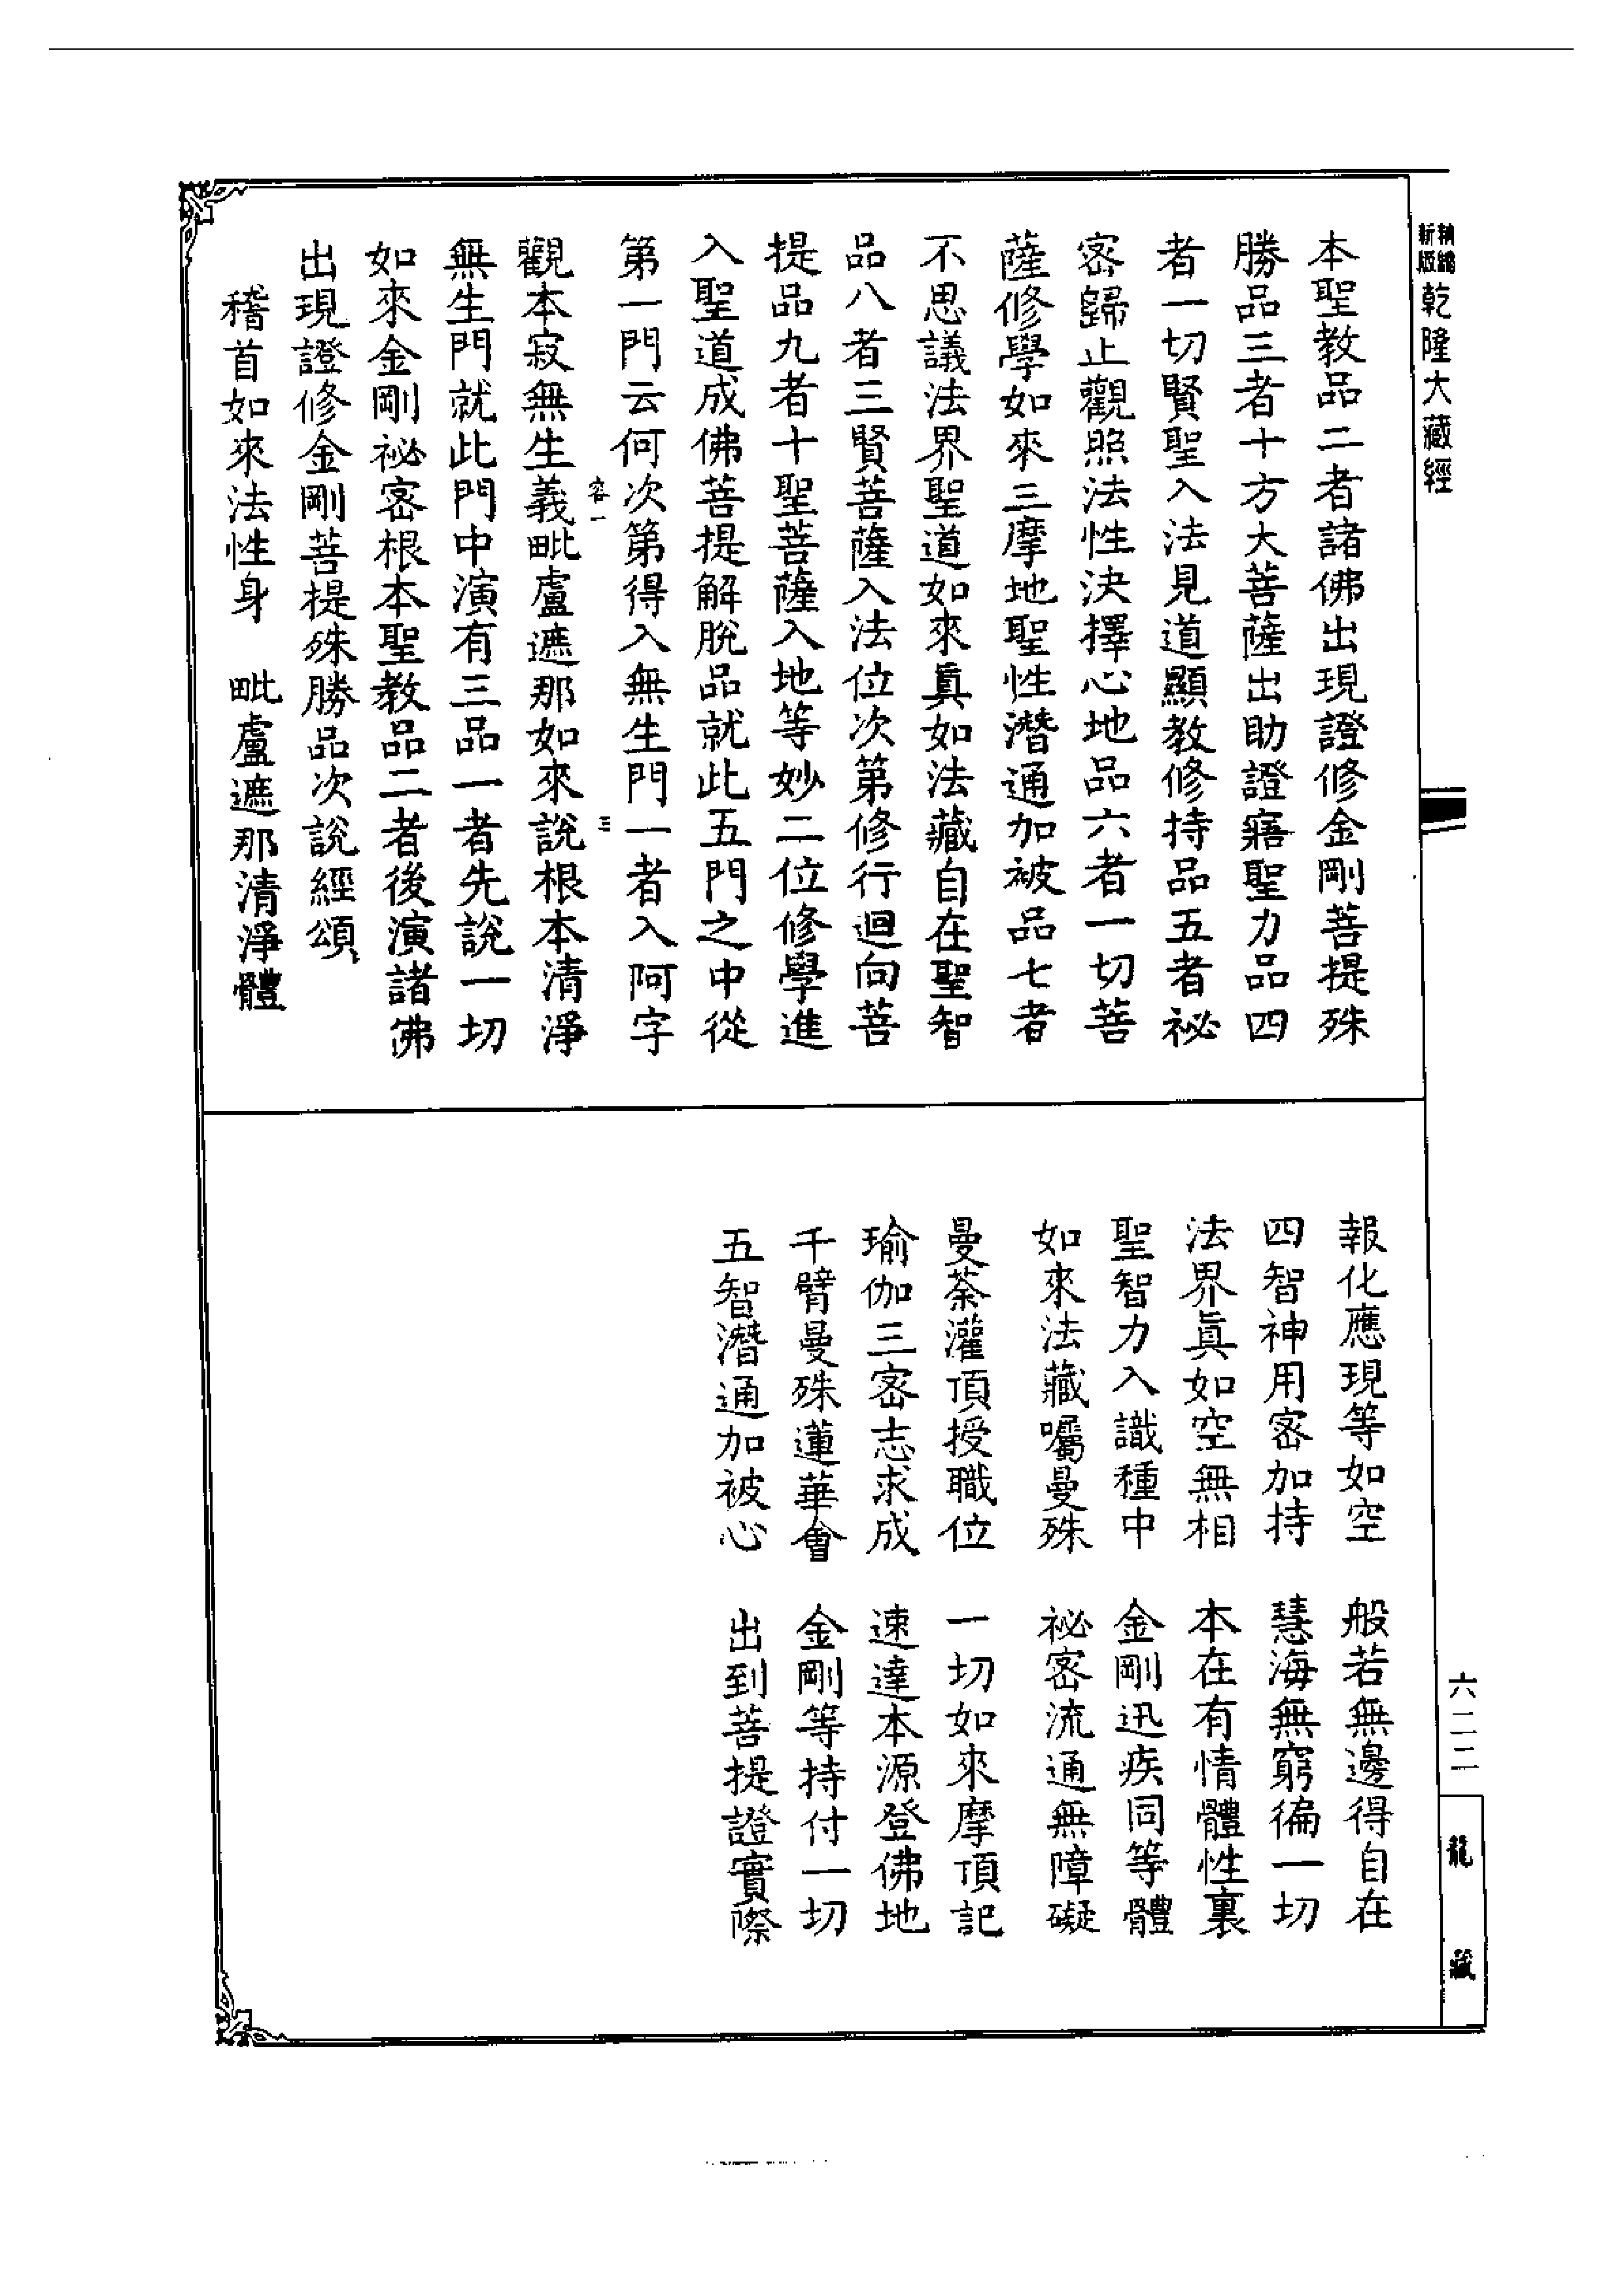 精縮
新版
乾隆大藏經
本聖教品二者諸佛出現證修金剛菩提殊
勝品三者十方大菩薩出助證寤聖力品四
者一切賢聖入法見道顯教修持品五者祕
密歸止觀照法性決擇心地品六者一切菩
薩修學如來三摩地聖性潛通加被品七者
不思議法界聖道如來真如法藏自在聖智
品八者三賢菩薩入法位次第修行迴向菩
提品九者十聖菩薩入地等妙二位修學進
入聖道成佛菩提解脫品就此五門之中從
第一門云何次第得入無生門一者入阿字
容一
三
觀本寂無生義毗盧遮那如來說根本清淨
無生門就此門中演有三品一者先說一切
如來金剛祕密根本聖教品二者後演諸佛
出現證修金剛菩提殊勝品次說經頌
稽首如來法性身　毗盧遮那清淨體
報化應現等如空　般若無邊得自在
四智神用密加持　慧海無窮徧一切
法界真如空無相　本在有情體性裏
聖智力入識種中　金剛迅疾同等體
如來法藏囑曼殊　祕密流通無障礙
曼荼灌頂授職位　一切如來摩頂記
瑜伽三密志求成　速達本源登佛地
千臂曼殊蓮華會　金剛等持付一切
五智潛通加被心　出到菩提證實際
六二二
龍藏